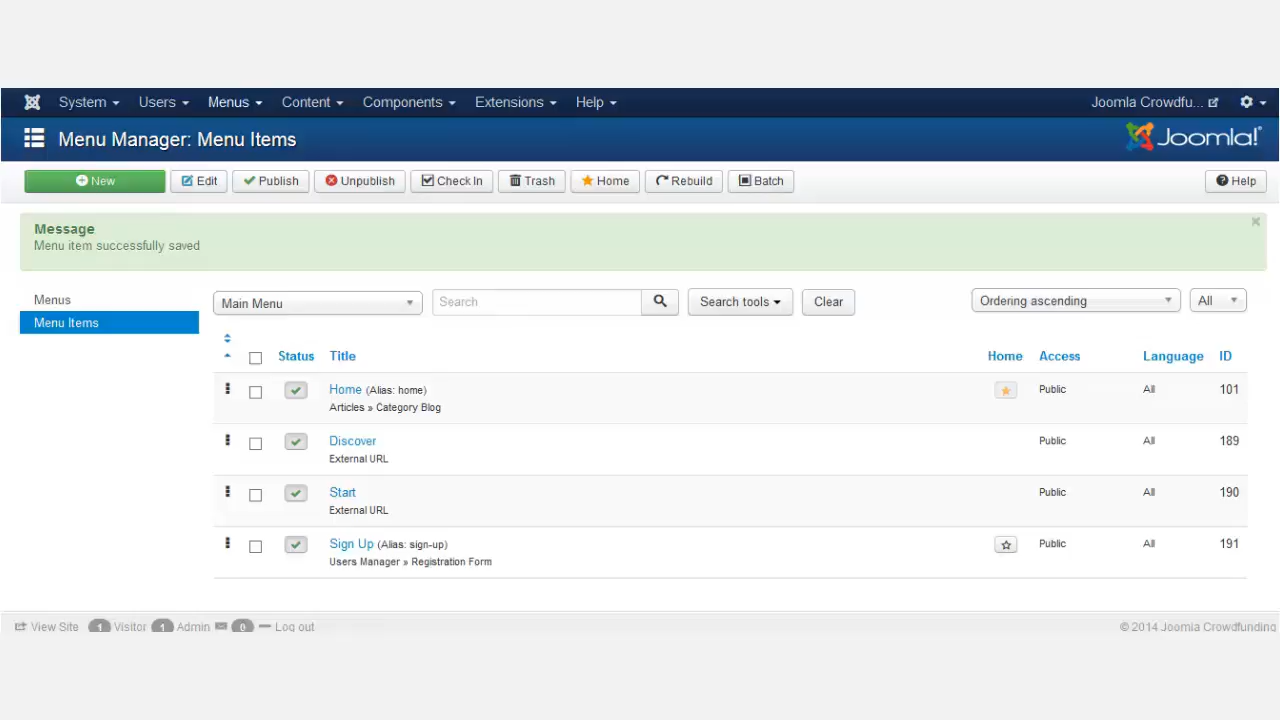 System Users Menus Content Components Extensions Help Joomla Crowdfu...
Menu Manager: Menu Items Joomla!®
New Edit Publish Unpublish Check In Trash Home Rebuild Batch Help
Message ×
Menu item successfully saved
Menus
Menu Items
Main Menu Search Search tools Clear Ordering ascending All
Status Title Home Access Language ID
Home (Alias: home) Public All 101
Articles » Category Blog
Discover Public All 189
External URL
Start Public All 190
External URL
Sign Up (Alias: sign-up) Public All 191
Users Manager » Registration Form
View Site 1 Visitor 1 Admin 0 Log out © 2014 Joomla Crowdfunding